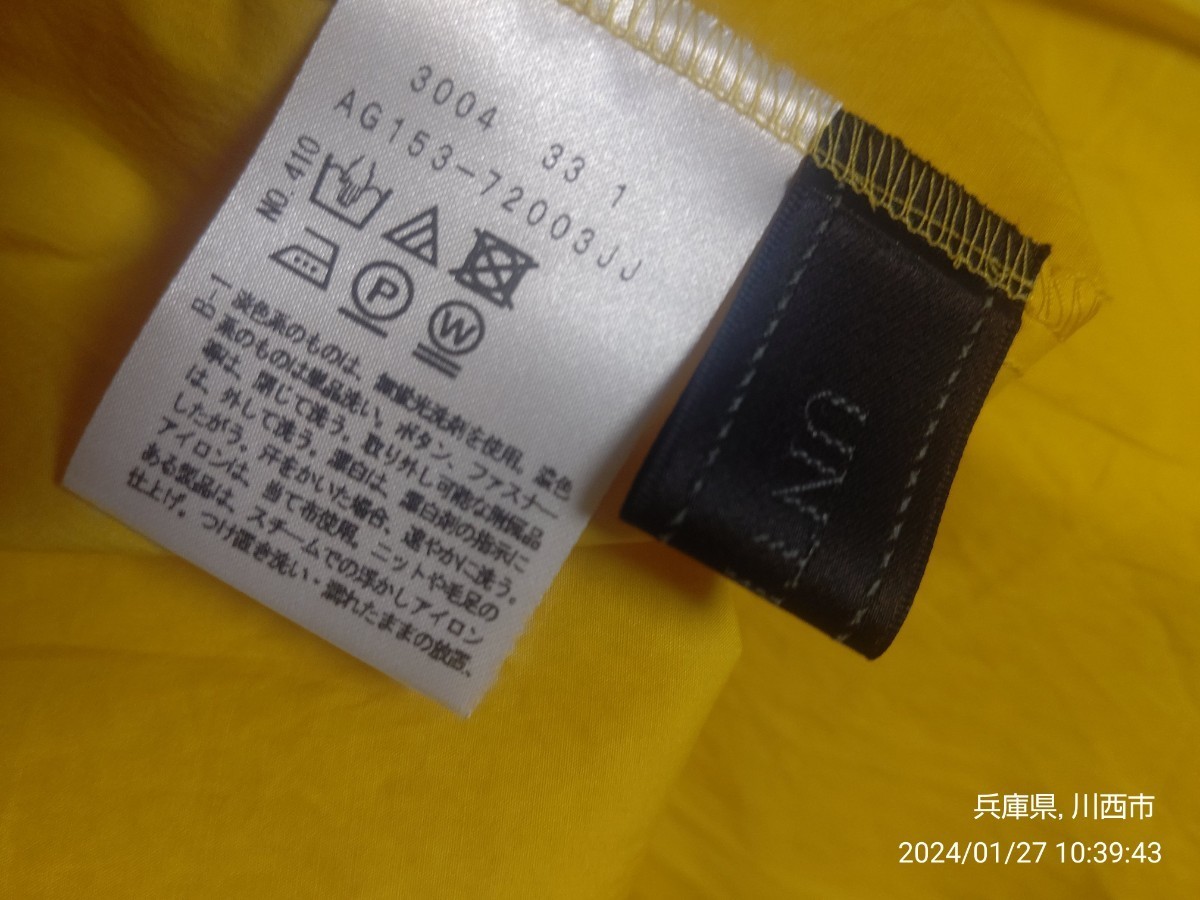 3004 33 1
AG153-72003JJ
NO.410
P
W
B-1
淡色系のものは、無蛍光洗剤を使用。濃色
系のものは単品洗い。ボタン、ファスナー
等は、閉じて洗う。取り外し可能な附属品
は、外して洗う。漂白は、漂白剤の指示に
したがう。汗をかいた場合、速やかに洗う。
アイロンは、当て布使用。ニットや毛足の
ある製品は、スチームでの浮かしアイロン
仕上げ。つけ置き洗い・濡れたままの放置、
UN
兵庫県, 川西市
2024/01/27 10:39:43